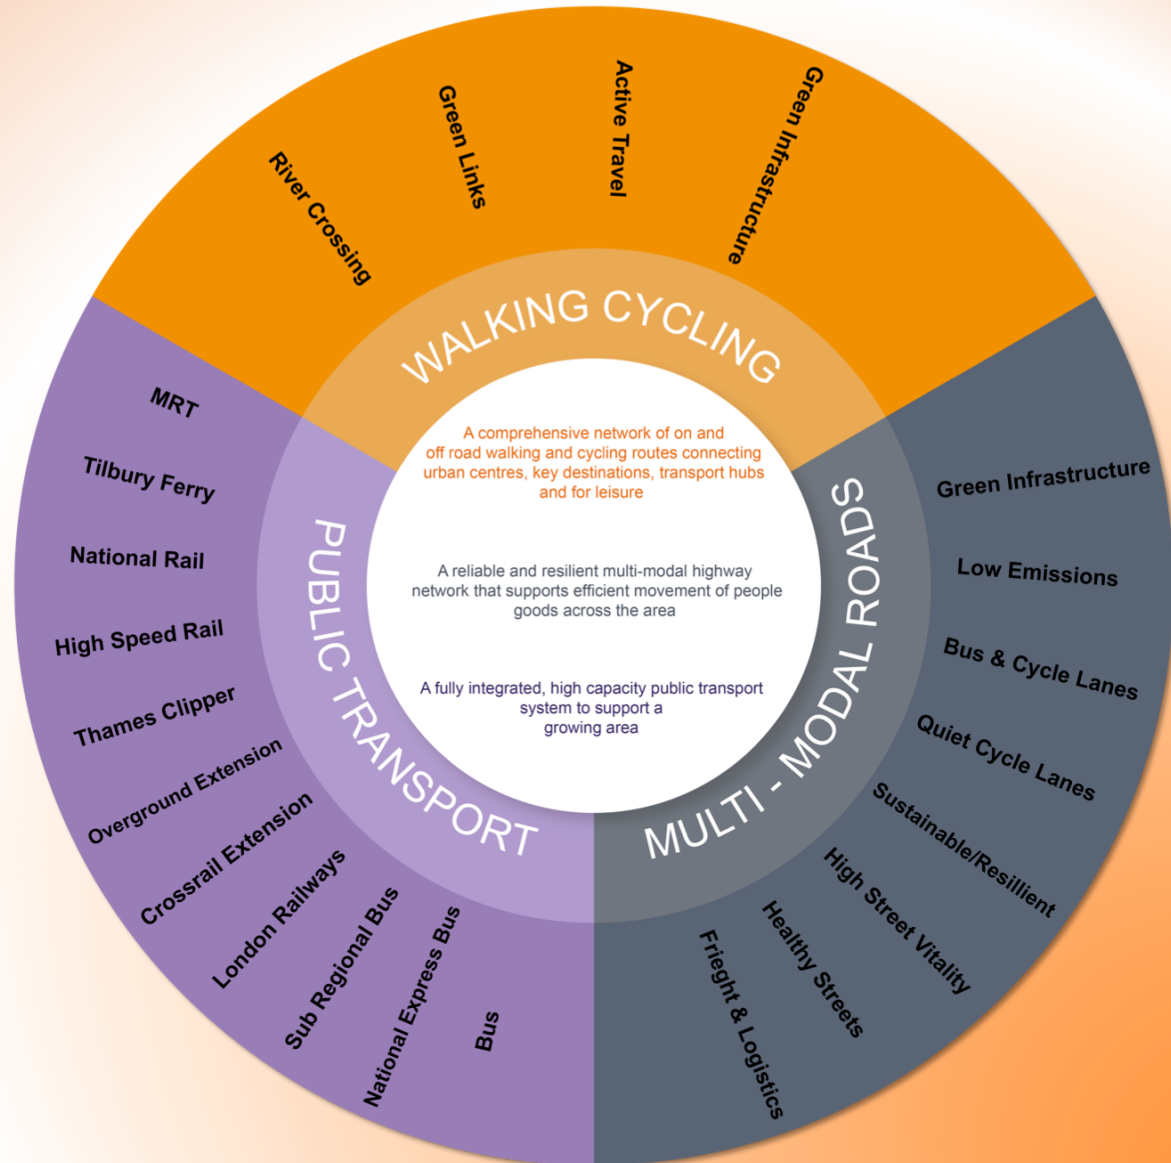 River Crossing
Green Links
Active Travel
Green Infrastructure
WALKING CYCLING
A comprehensive network of on and
off road walking and cycling routes connecting
urban centres, key destinations, transport hubs
and for leisure
A reliable and resilient multi-modal highway
network that supports efficient movement of people
goods across the area
A fully integrated, high capacity public transport
system to support a
growing area
MULTI - MODAL ROADS
Green Infrastructure
Low Emissions
Bus & Cycle Lanes
Quiet Cycle Lanes
Sustainable/Resillient
High Street Vitality
Healthy Streets
Frieght & Logistics
PUBLIC TRANSPORT
MRT
Tilbury Ferry
National Rail
High Speed Rail
Thames Clipper
Overground Extension
Crossrail Extension
London Railways
Sub Regional Bus
National Express Bus
Bus